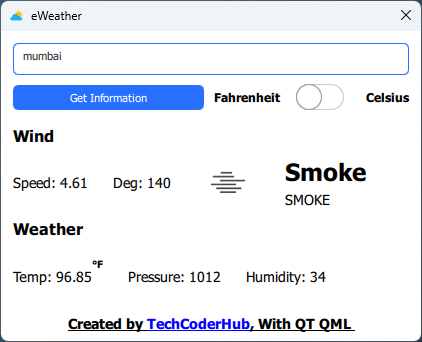 eWeather
mumbai
Get Information
Fahrenheit
Celsius
Wind
Speed: 4.61
Deg: 140
Smoke
SMOKE
Weather
Temp: 96.85°F
Pressure: 1012
Humidity: 34
Created by TechCoderHub, With QT QML